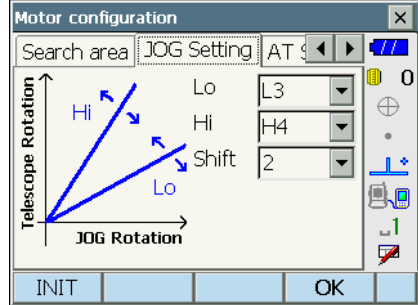 Motor configuration
Search area JOG Setting AT S
0
Telescope Rotation
Hi
Lo
JOG Rotation
Lo L3
Hi H4
Shift 2
1
INIT OK